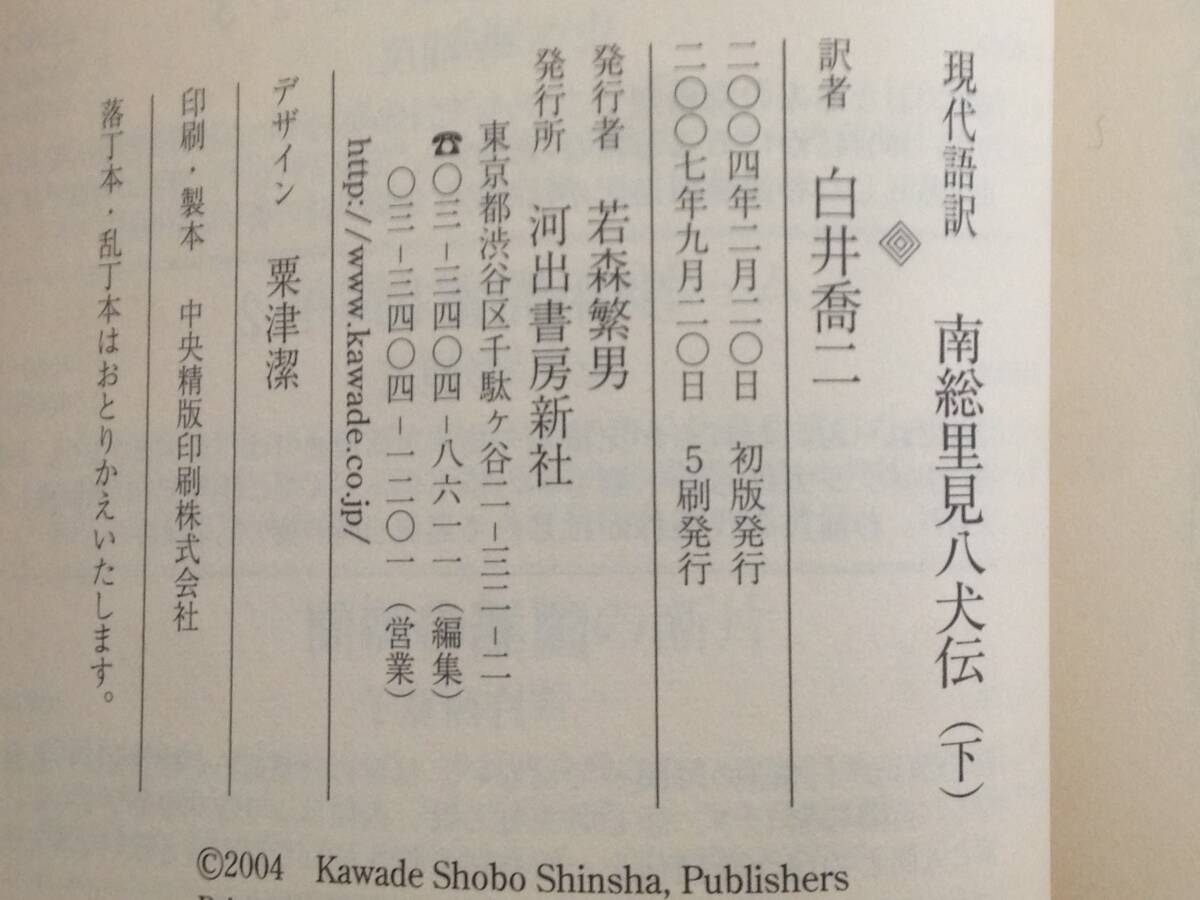 現代語訳 南総里見八犬伝（下）
訳者 白井喬二
二〇〇四年二月二〇日 初版発行
二〇〇七年九月二〇日 5刷発行
発行者 若森繁男
発行所 河出書房新社
東京都渋谷区千駄ヶ谷二-三二-二
☎〇三-三四〇四-八六一一（編集）
〇三-三四〇四-一二〇一（営業）
http://www.kawade.co.jp/
デザイン 粟津潔
印刷・製本 中央精版印刷株式会社
落丁本・乱丁本はおとりかえいたします。
©2004 Kawade Shobo Shinsha, Publishers